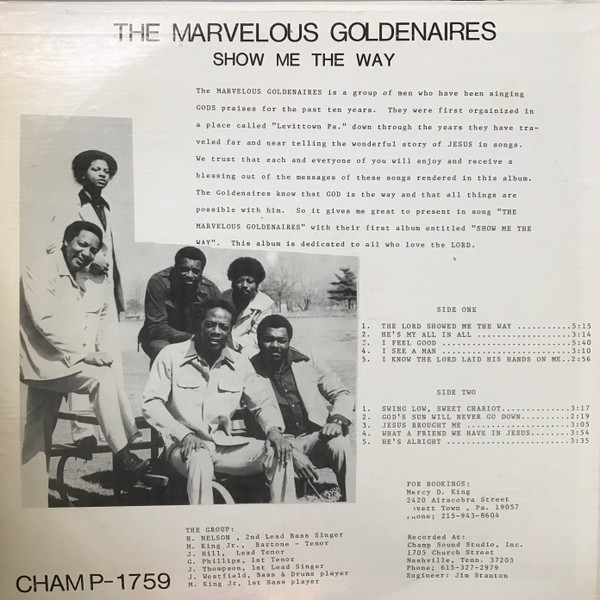 THE MARVELOUS GOLDENAIRES
SHOW ME THE WAY
The MARVELOUS GOLDENAIRES is a group of men who have been singing
GODS praises for the past ten years. They were first orgainized in
a place called "Levittown Pa." down through the years they have tra-
veled far and near telling the wonderful story of JESUS in songs.
We trust that each and everyone of you will enjoy and receive a
blessing out of the messages of these songs rendered in this album.
The Goldenaires know that GOD is the way and that all things are
possible with him. So it gives me great to present in song "THE
MARVELOUS GOLDENAIRES" with their first album entitled "SHOW ME THE
WAY". This album is dedicated to all who love the LORD.
SIDE ONE
1. THE LORD SHOWED ME THE WAY ..........5:15
2. HE'S MY ALL IN ALL ..................3:14
3. I FEEL GOOD .........................5:40
4. I SEE A MAN .........................3:10
5. I KNOW THE LORD LAID HIS HANDS ON ME..2:56
SIDE TWO
1. SWING LOW, SWEET CHARIOT.............3:17
2. GOD'S SUN WILL NEVER GO DOWN.........2:19
3. JESUS BROUGHT ME ....................3:05
4. WHAT A FRIEND WE HAVE IN JESUS.......3:54
5. HE'S ALRIGHT ........................3:35
FOR BOOKINGS:
Mercy D. King
2420 Airacobra Street
vett Town , Pa. 19057
hone; 215-943-8604
THE GROUP:
H. NELSON , 2nd Lead Bass Singer
M. King Jr., Bartone - Tenor
J. Hill, Lead Tenor
G. Phillips, 1st Tenor
J. Thompson, 1st Lead Singer
J. Westfield, Bass & Drums player
M. King Jr, 1st Bass player
Recorded At:
Champ Sound Studio, Inc.
1705 Church Street
Nashville, Tenn. 37203
Phone; 615-327-2979
Engineer: Jim Stanton
CHAMP-1759